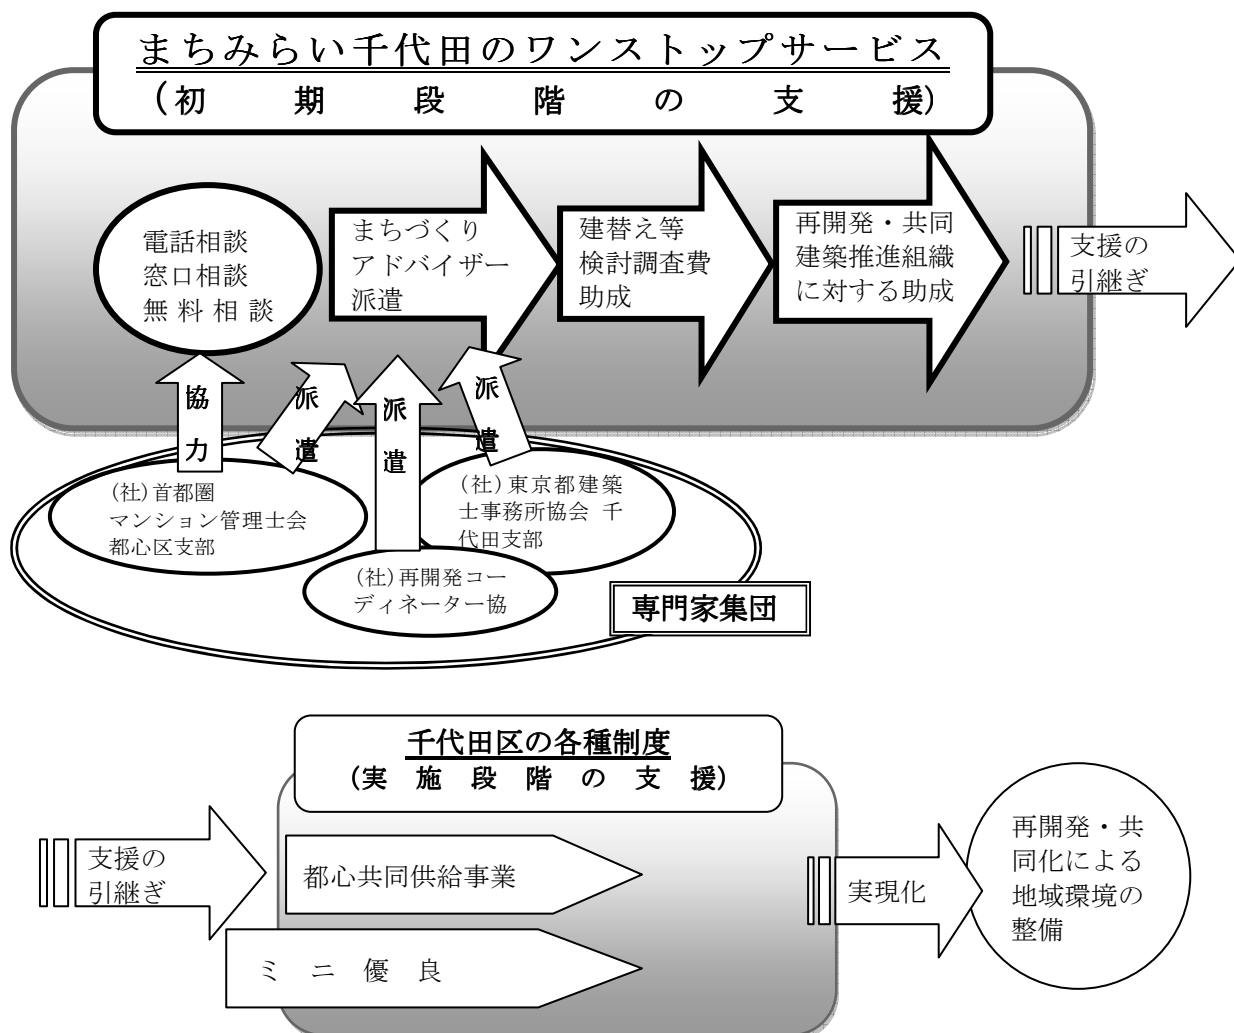 まちみらい千代田のワンストップサービス
(初期段階の支援)
電話相談
窓口相談
無料相談
まちづくり
アドバイザー
派遣
建替え等
検討調査費
助成
再開発・共同
建築推進組織
に対する助成
支援の
引継ぎ
協力
派遣
派遣
派遣
(社)首都圏
マンション管理士会
都心区支部
(社)東京都建築
士事務所協会 千
代田支部
(社)再開発コー
ディネーター協
専門家集団
千代田区の各種制度
(実施段階の支援)
支援の
引継ぎ
都心共同供給事業
ミニ優良
実現化
再開発・共
同化による
地域環境の
整備